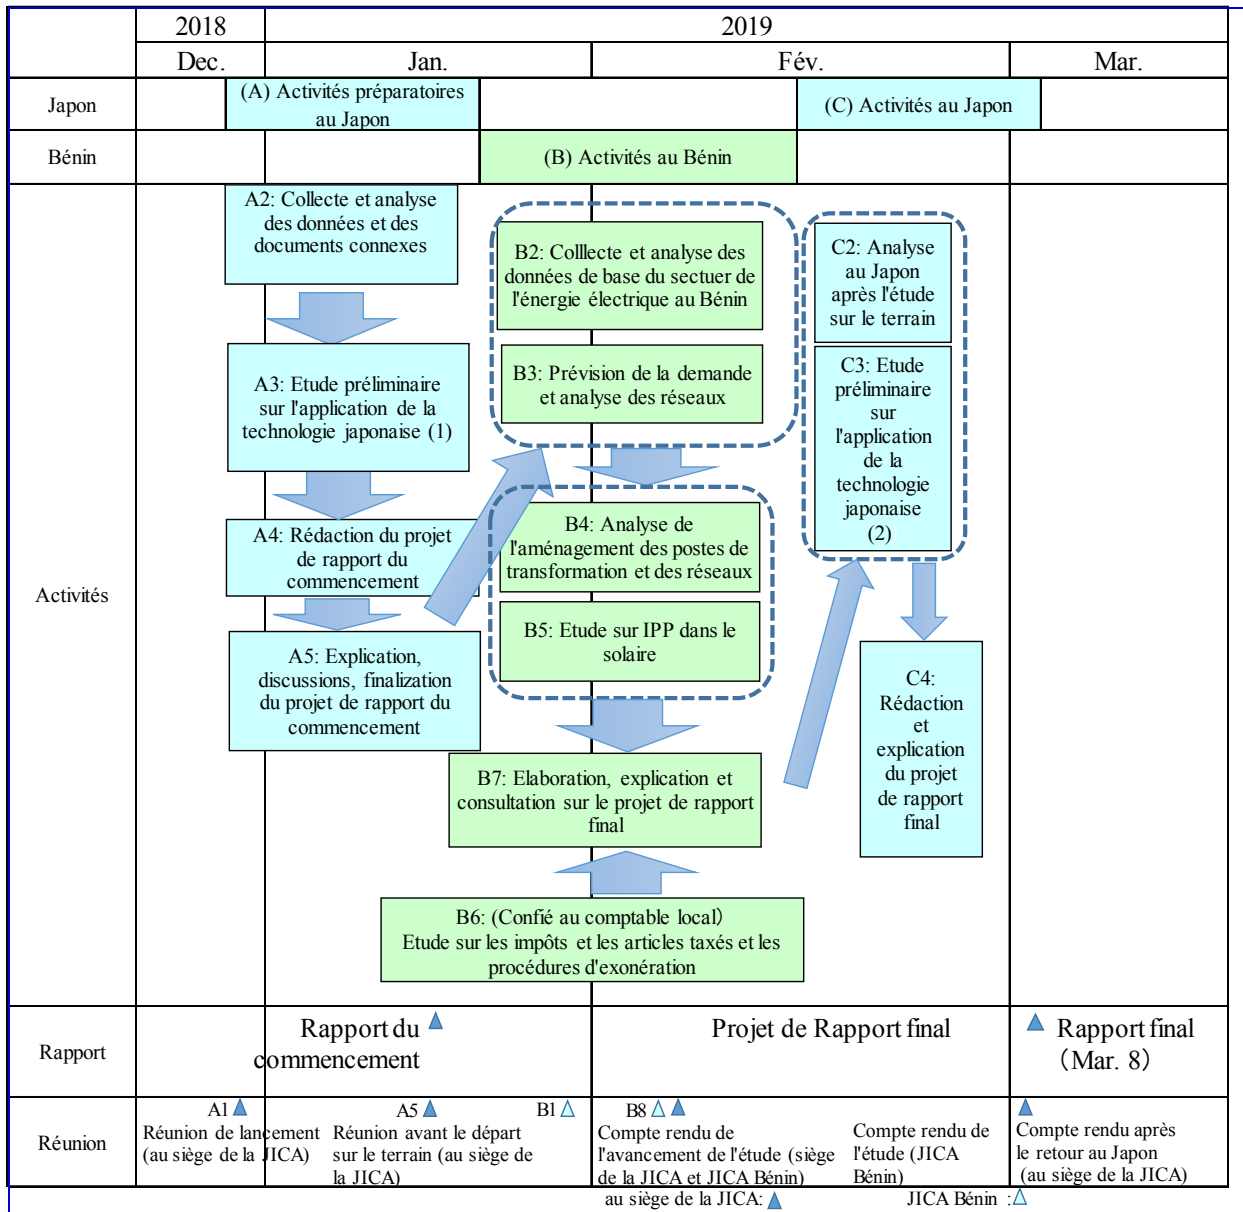 2018
2019
Dec.
Jan.
Fév.
Mar.
Japon
(A) Activités préparatoires
au Japon
(C) Activités au Japon
Bénin
(B) Activités au Bénin
Activités
A2: Collecte et analyse
des données et des
documents connexes
A3: Etude préliminaire
sur l'application de la
technologie japonaise (1)
A4: Rédaction du projet
de rapport du
commencement
A5: Explication,
discussions, finalização
du projet de rapport du
commencement
B2: Colllecte et analyse des
données de base du sectuer de
l'énergie électrique au Bénin
B3: Prévision de la demande
et analyse des réseaux
B4: Analyse de
l'aménagement des postes de
transformation et des réseaux
B5: Etude sur IPP dans le
solaire
B7: Elaboration, explication et
consultation sur le projet de rapport
final
B6: (Confié au comptable local)
Etude sur les impôts et les articles taxés et les
procédures d'exonération
C2: Analyse
au Japon
après l'étude
sur le terrain
C3: Etude
préliminaire
sur
l'application
de la
technologie
japonaise
(2)
C4:
Rédaction
et
explication
du projet
de rapport
final
Rapport
Rapport du ▲
commencement
Projet de Rapport final
▲ Rapport final
(Mar. 8)
Réunion
A1 ▲
Réunion de lancement
(au siège de la JICA)
A5 ▲
Réunion avant le départ
sur le terrain (au siège de
la JICA)
B1 △
B8 △ ▲
Compte rendu de
l'avancement de l'étude (siège
de la JICA et JICA Bénin)
Compte rendu de
l'étude (JICA
Bénin)
▲
Compte rendu après
le retour au Japon
(au siège de la JICA)
au siège de la JICA: ▲
JICA Bénin : △